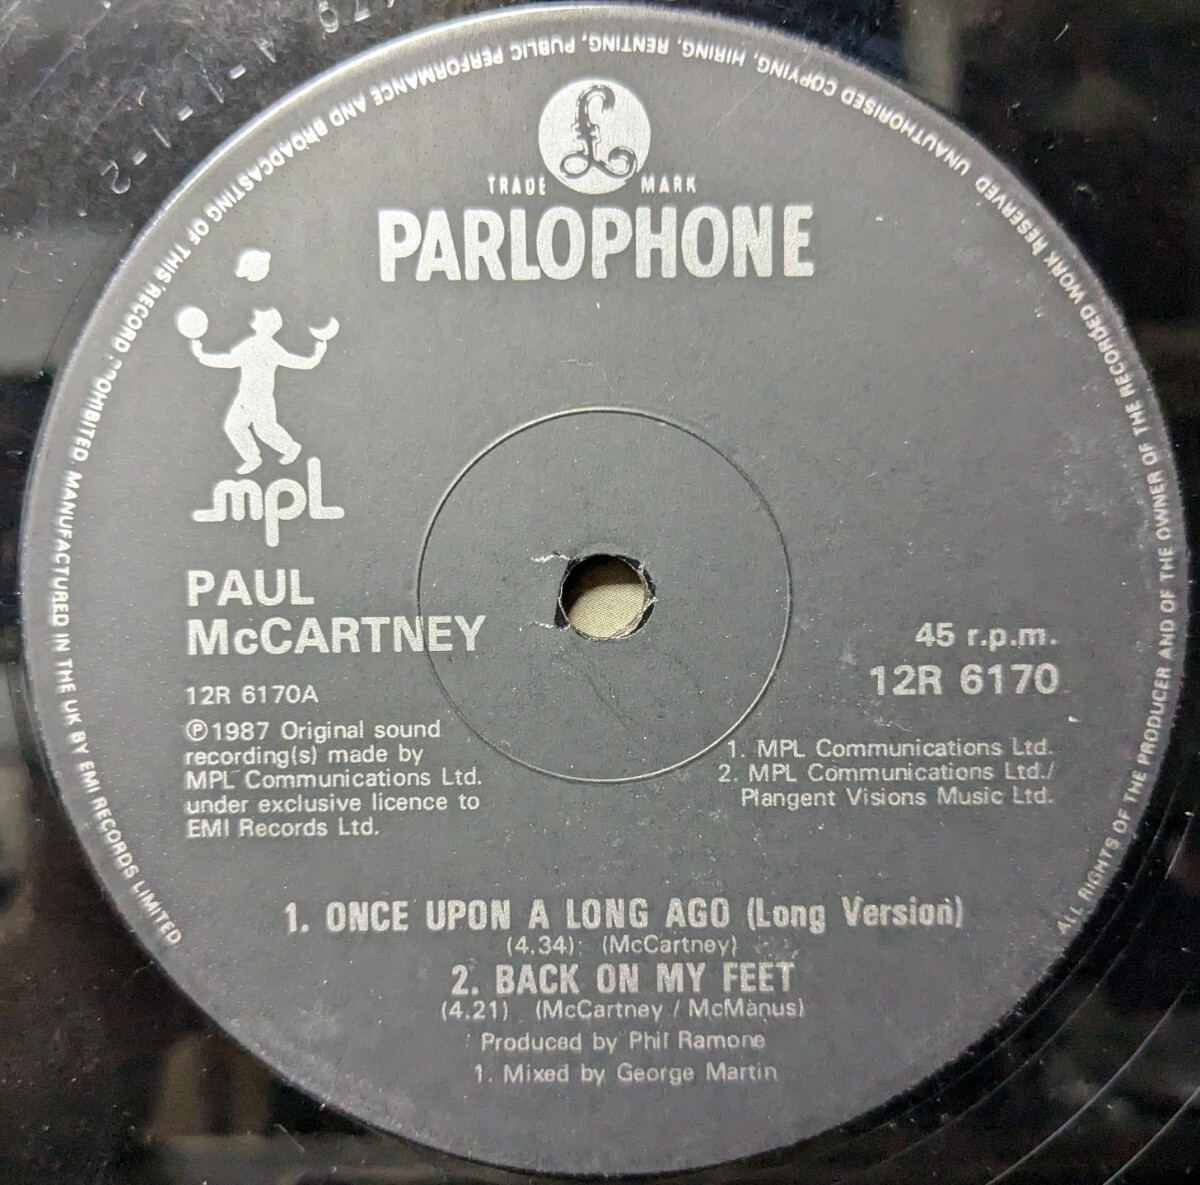 TRADE MARK
PARLOPHONE
mpl
PAUL
McCARTNEY
12R 6170A
℗1987 Original sound
recording(s) made by
MPL Communications Ltd.
under exclusive licence to
EMI Records Ltd.
45 r.p.m.
12R 6170
1. MPL Communications Ltd.
2. MPL Communications Ltd./
Plangent Visions Music Ltd.
1. ONCE UPON A LONG AGO (Long Version)
(4.34) (McCartney)
2. BACK ON MY FEET
(4.21) (McCartney / McManus)
Produced by Phil Ramone
1. Mixed by George Martin
ALL RIGHTS OF THE PRODUCER AND OF THE OWNER OF THE RECORDED WORK RESERVED UNAUTHORISED COPYING, HIRING, RENTING, PUBLIC PERFORMANCE AND BROADCASTING OF THIS RECORD PROHIBITED. MANUFACTURED IN THE UK BY EMI RECORDS LIMITED